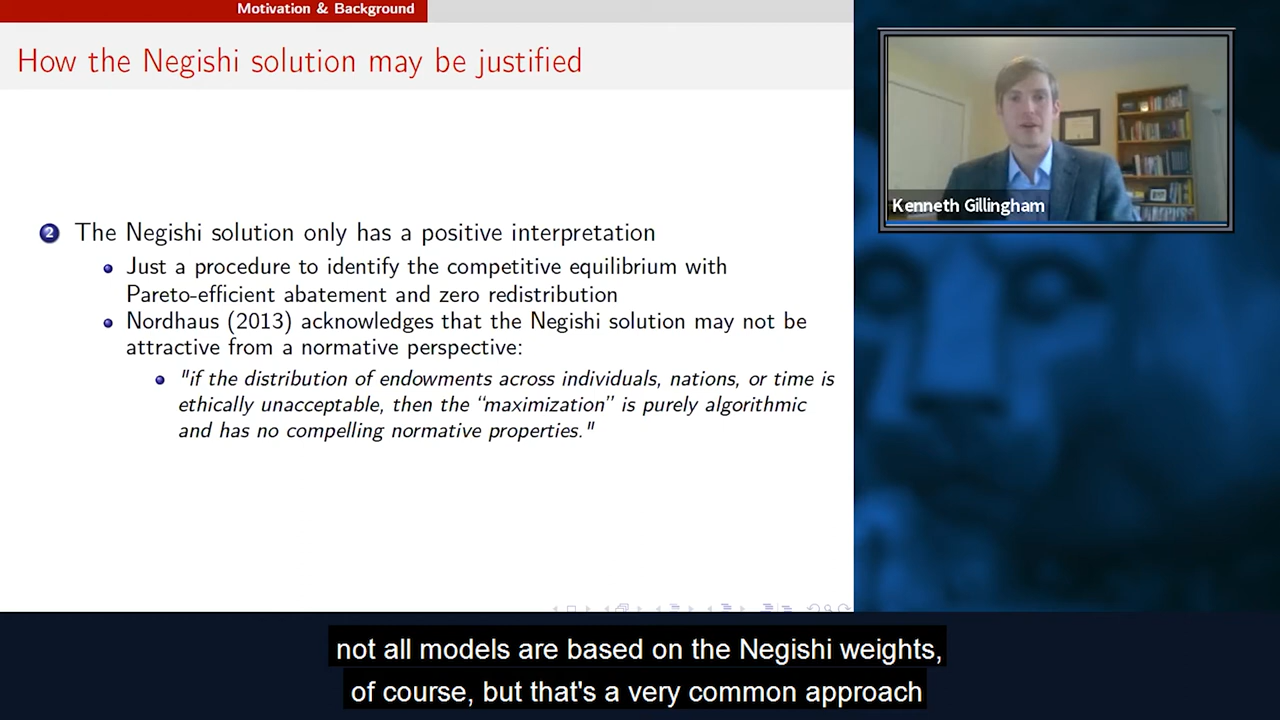 Motivation & Background
How the Negishi solution may be justified
2 The Negishi solution only has a positive interpretation
Just a procedure to identify the competitive equilibrium with
Pareto-efficient abatement and zero redistribution
Nordhaus (2013) acknowledges that the Negishi solution may not be
attractive from a normative perspective:
"if the distribution of endowments across individuals, nations, or time is
ethically unacceptable, then the “maximization” is purely algorithmic
and has no compelling normative properties."
Kenneth Gillingham
not all models are based on the Negishi weights,
of course, but that's a very common approach